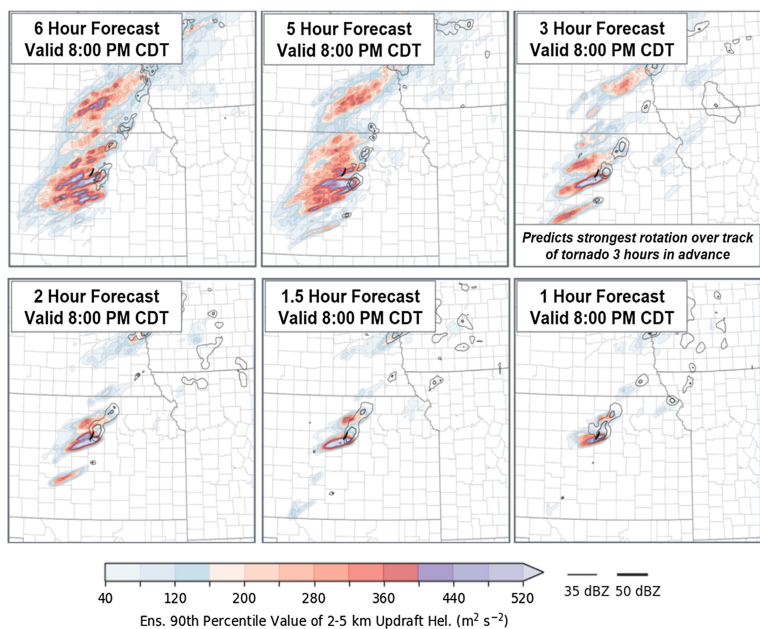 6 Hour Forecast
Valid 8:00 PM CDT
5 Hour Forecast
Valid 8:00 PM CDT
3 Hour Forecast
Valid 8:00 PM CDT
Predicts strongest rotation over track
of tornado 3 hours in advance
2 Hour Forecast
Valid 8:00 PM CDT
1.5 Hour Forecast
Valid 8:00 PM CDT
1 Hour Forecast
Valid 8:00 PM CDT
40 120 200 280 360 440 520
35 dBZ 50 dBZ
Ens. 90th Percentile Value of 2-5 km Updraft Hel. (m² s⁻²)